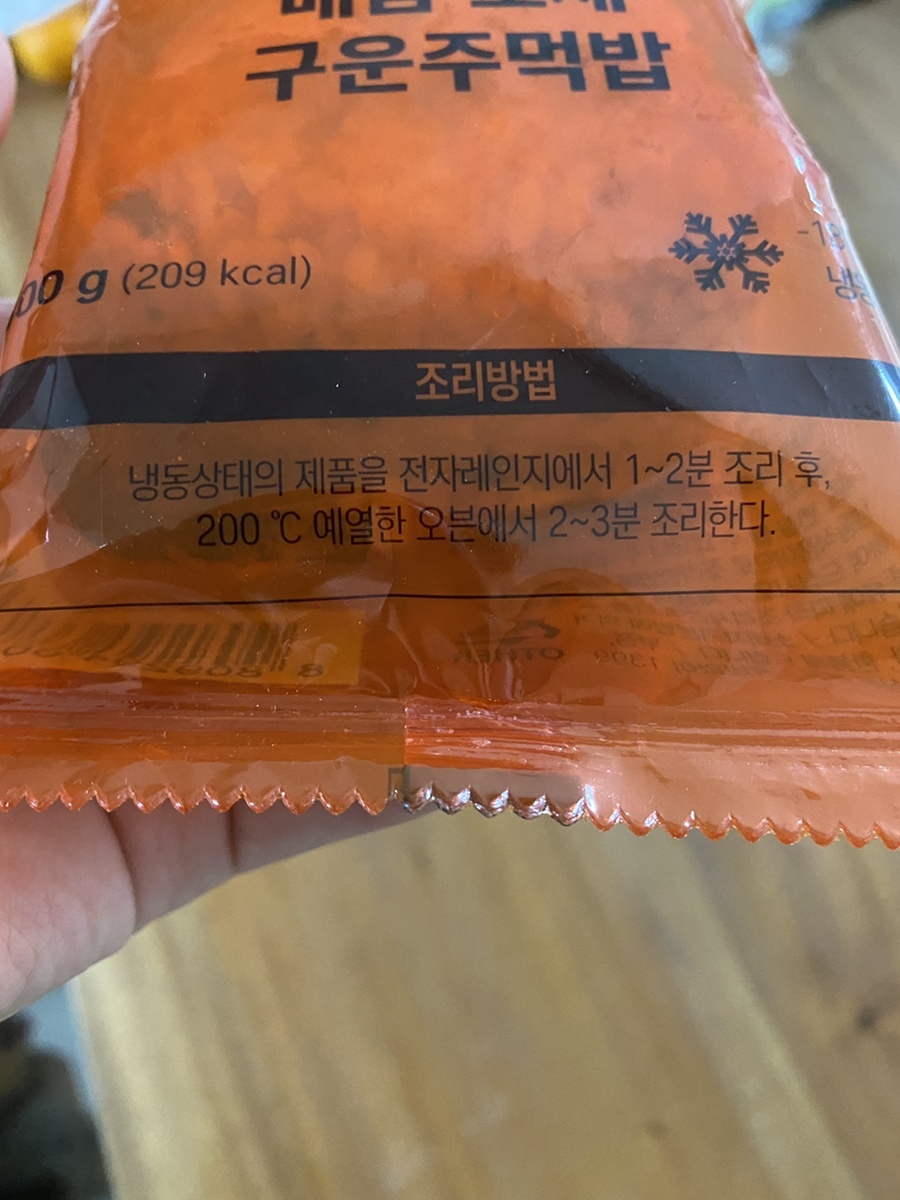 구운주먹밥
00 g (209 kcal)
조리방법
냉동상태의 제품을 전자레인지에서 1~2분 조리 후,
200 ℃ 예열한 오븐에서 2~3분 조리한다.
OTHER